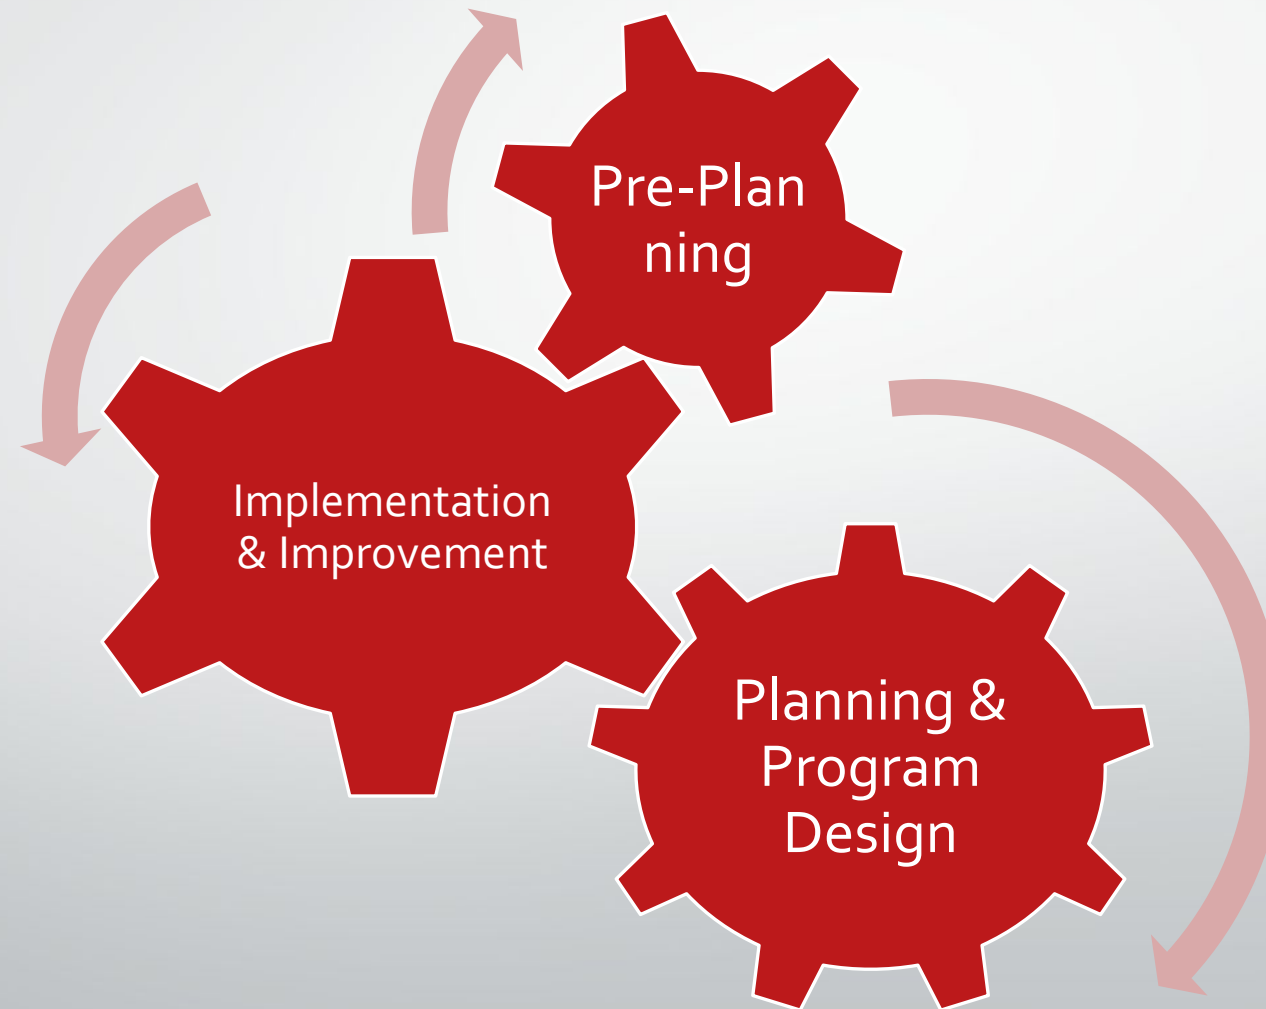 Pre-Plan
ning
Implementation
& Improvement
Planning &
Program
Design